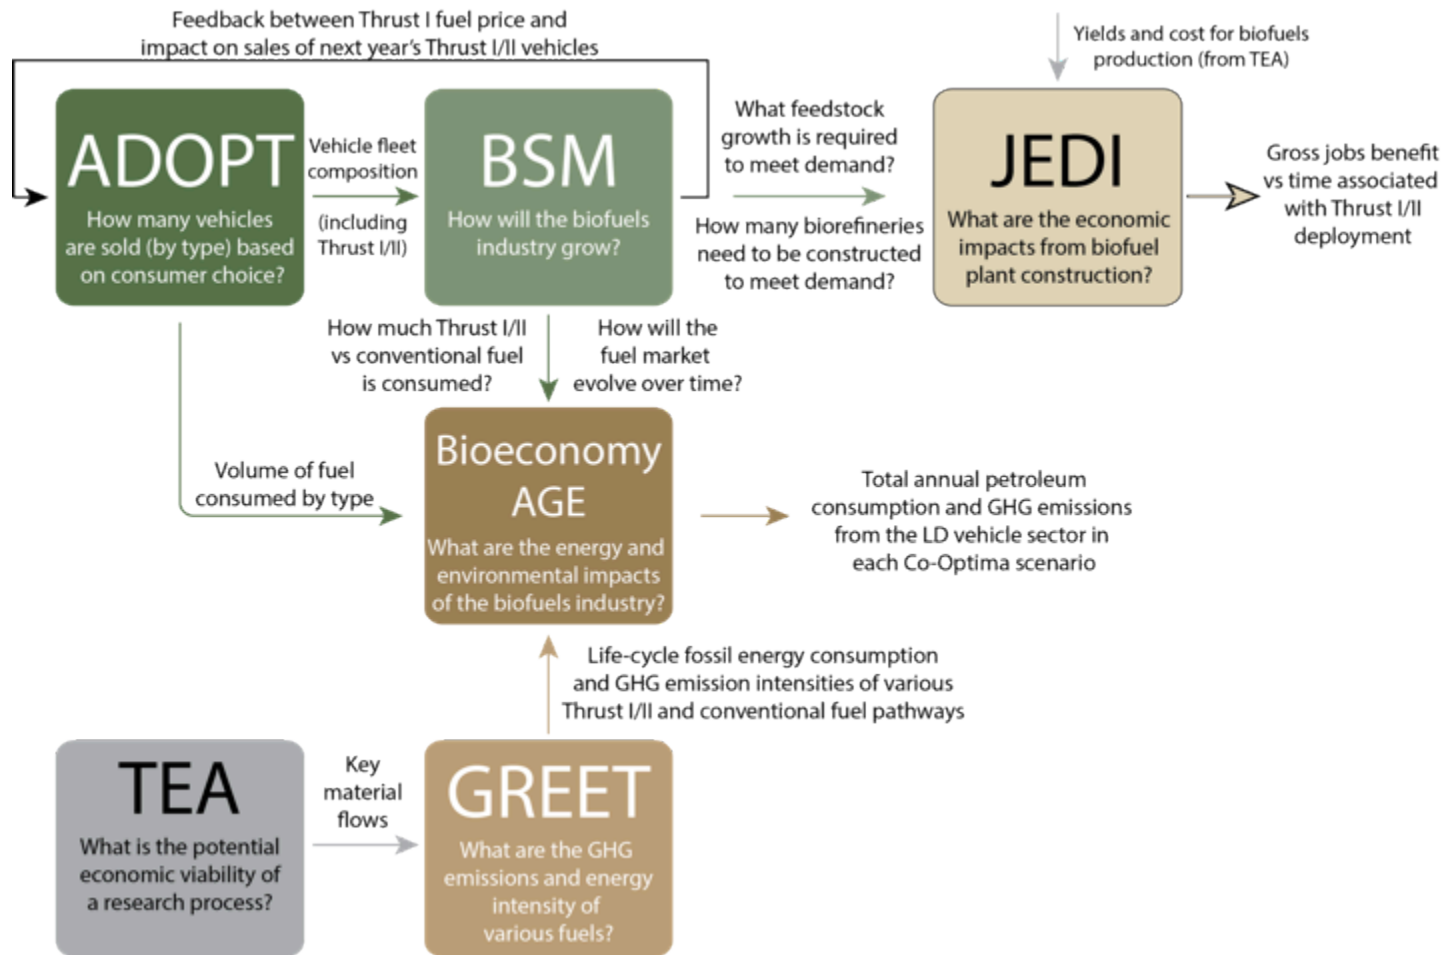 Feedback between Thrust I fuel price and
impact on sales of next year's Thrust I/II vehicles
Yields and cost for biofuels
production (from TEA)
ADOPT
How many vehicles
are sold (by type) based
on consumer choice?
Vehicle fleet
composition
(including
Thrust I/II)
BSM
How will the biofuels
industry grow?
What feedstock
growth is required
to meet demand?
How many biorefineries
need to be constructed
to meet demand?
JEDI
What are the economic
impacts from biofuel
plant construction?
Gross jobs benefit
vs time associated
with Thrust I/II
deployment
How much Thrust I/II
vs conventional fuel
is consumed?
How will the
fuel market
evolve over time?
Volume of fuel
consumed by type
Bioeconomy
AGE
What are the energy and
environmental impacts
of the biofuels industry?
Total annual petroleum
consumption and GHG emissions
from the LD vehicle sector in
each Co-Optima scenario
Life-cycle fossil energy consumption
and GHG emission intensities of various
Thrust I/II and conventional fuel pathways
TEA
What is the potential
economic viability of
a research process?
Key
material
flows
GREET
What are the GHG
emissions and energy
intensity of
various fuels?